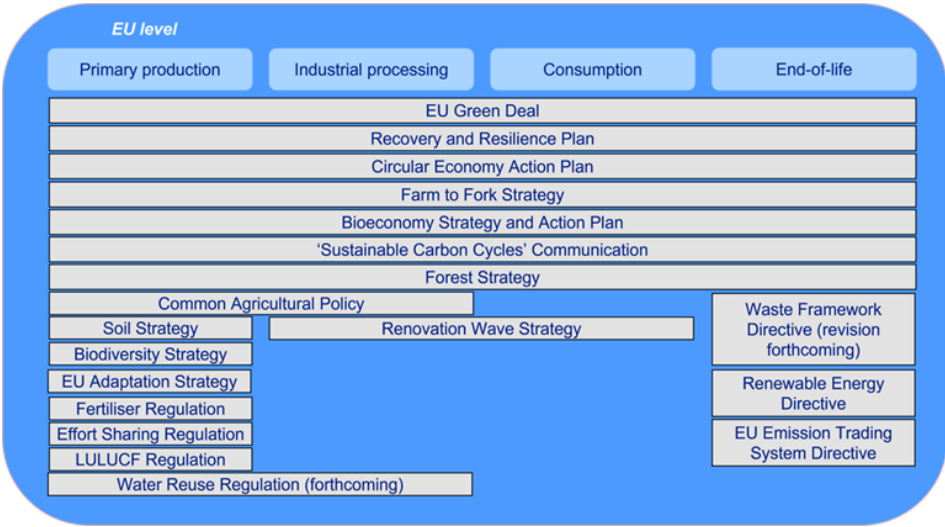 EU level
Primary production
Industrial processing
Consumption
End-of-life
EU Green Deal
Recovery and Resilience Plan
Circular Economy Action Plan
Farm to Fork Strategy
Bioeconomy Strategy and Action Plan
‘Sustainable Carbon Cycles’ Communication
Forest Strategy
Common Agricultural Policy
Soil Strategy
Renovation Wave Strategy
Biodiversity Strategy
EU Adaptation Strategy
Fertiliser Regulation
Effort Sharing Regulation
LULUCF Regulation
Water Reuse Regulation (forthcoming)
Waste Framework
Directive (revision
forthcoming)
Renewable Energy
Directive
EU Emission Trading
System Directive